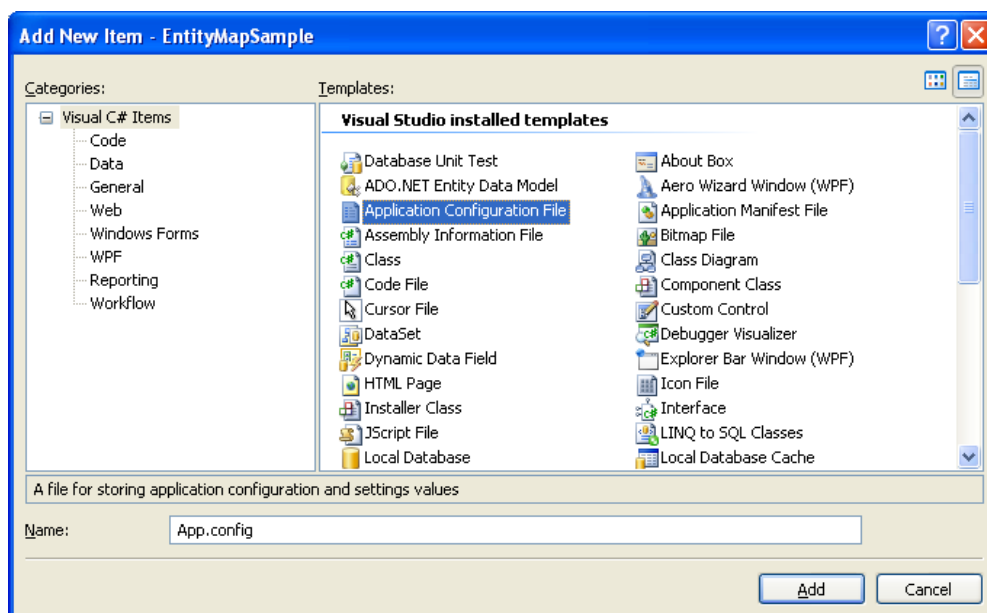 Add New Item - EntityMapSample
Categories:
Templates:
Visual C# Items
Code
Data
General
Web
Windows Forms
WPF
Reporting
Workflow
Visual Studio installed templates
Database Unit Test
ADO.NET Entity Data Model
Application Configuration File
Assembly Information File
Class
Code File
Cursor File
DataSet
Dynamic Data Field
HTML Page
Installer Class
JScript File
Local Database
About Box
Aero Wizard Window (WPF)
Application Manifest File
Bitmap File
Class Diagram
Component Class
Custom Control
Debugger Visualizer
Explorer Bar Window (WPF)
Icon File
Interface
LINQ to SQL Classes
Local Database Cache
A file for storing application configuration and settings values
Name:
App.config
Add
Cancel